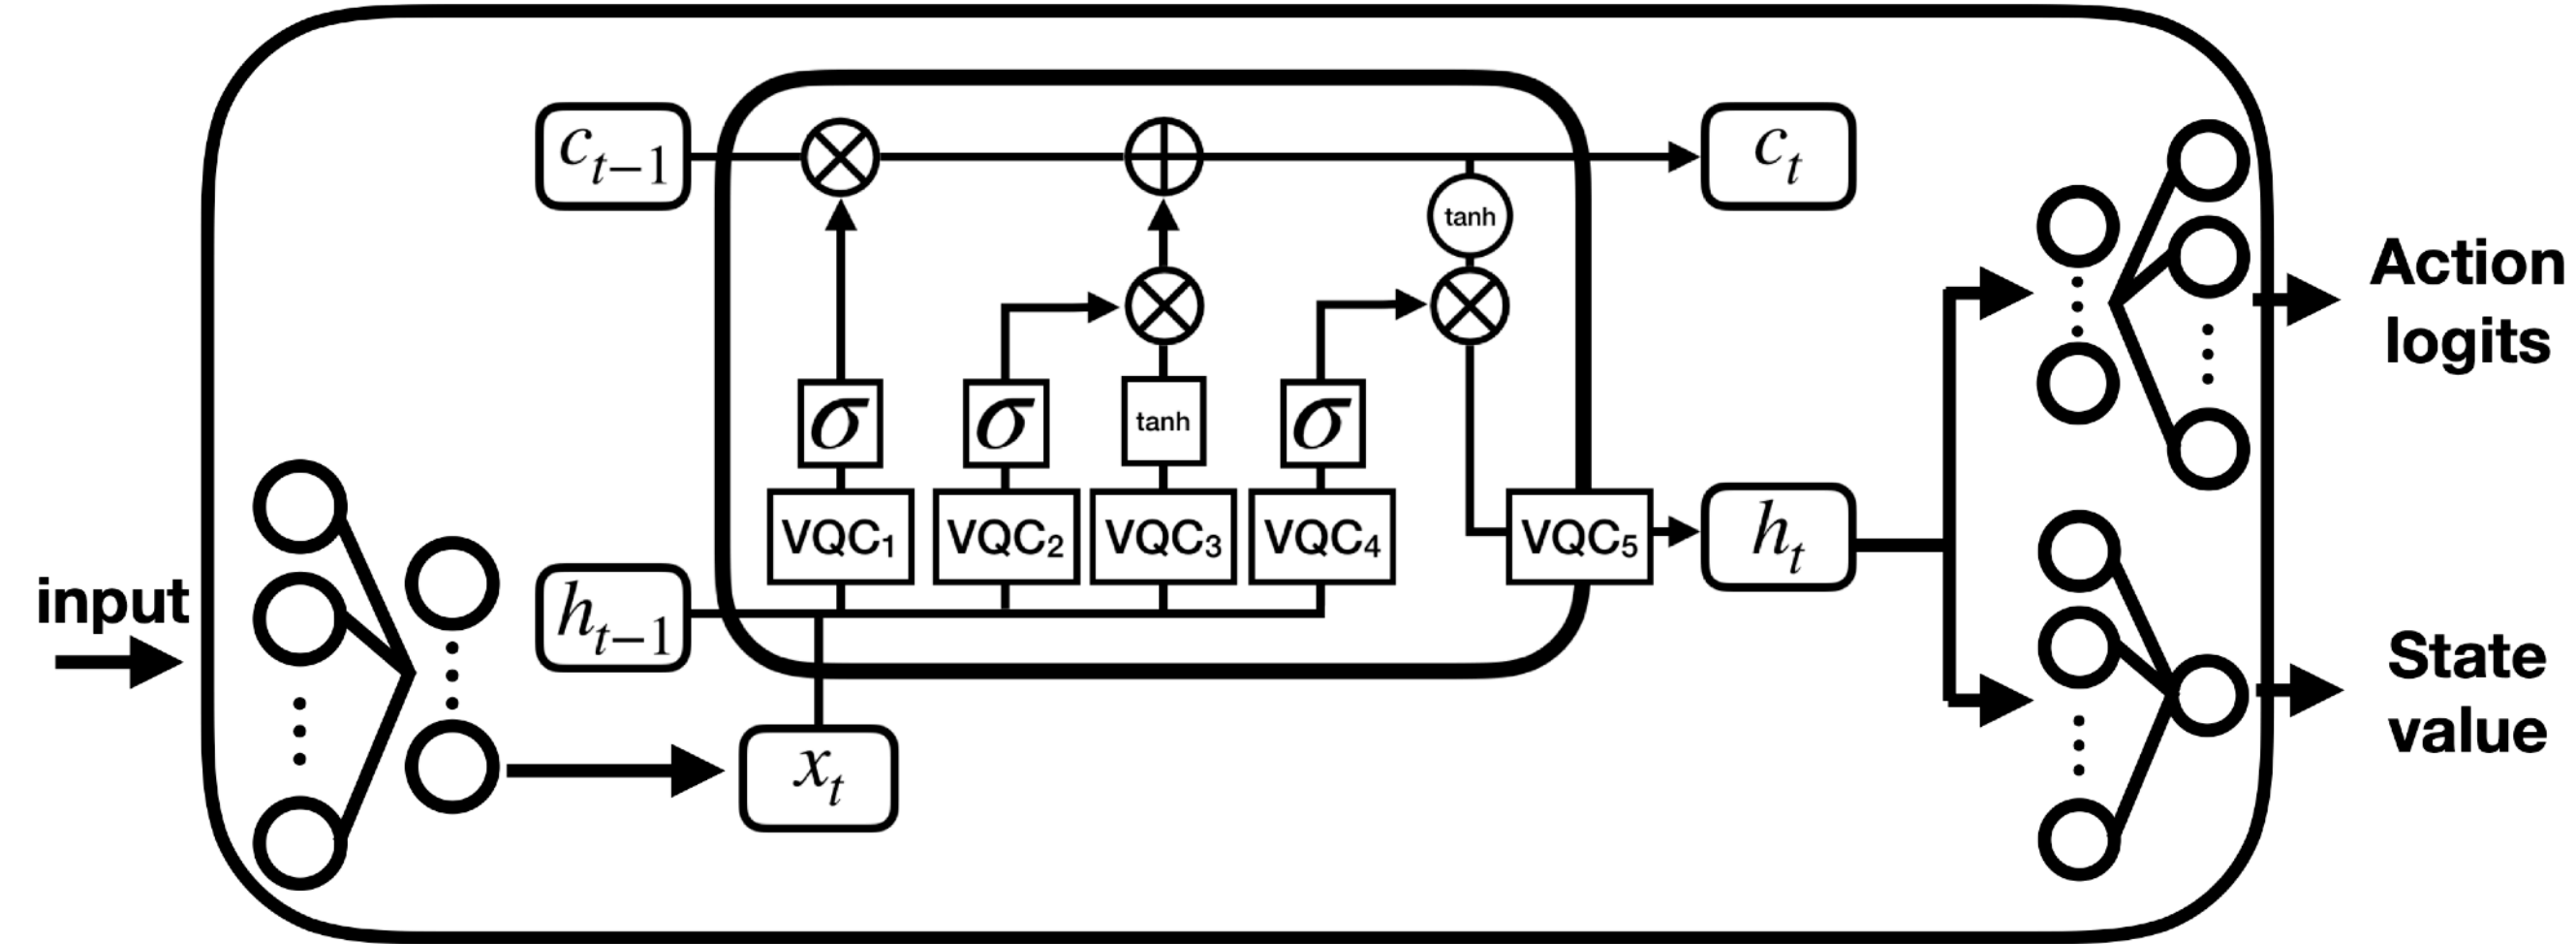 input
c_{t−1}
h_{t−1}
x_t
tanh
σ
σ
tanh
σ
VQC₁
VQC₂
VQC₃
VQC₄
VQC₅
c_t
h_t
Action
logits
State
value